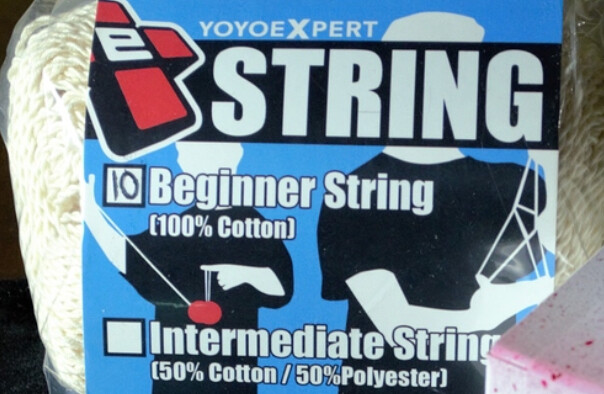 YOYOEXPERT
e
STRING
10 Beginner String
(100% Cotton)
Intermediate String
(50% Cotton / 50%Polyester)